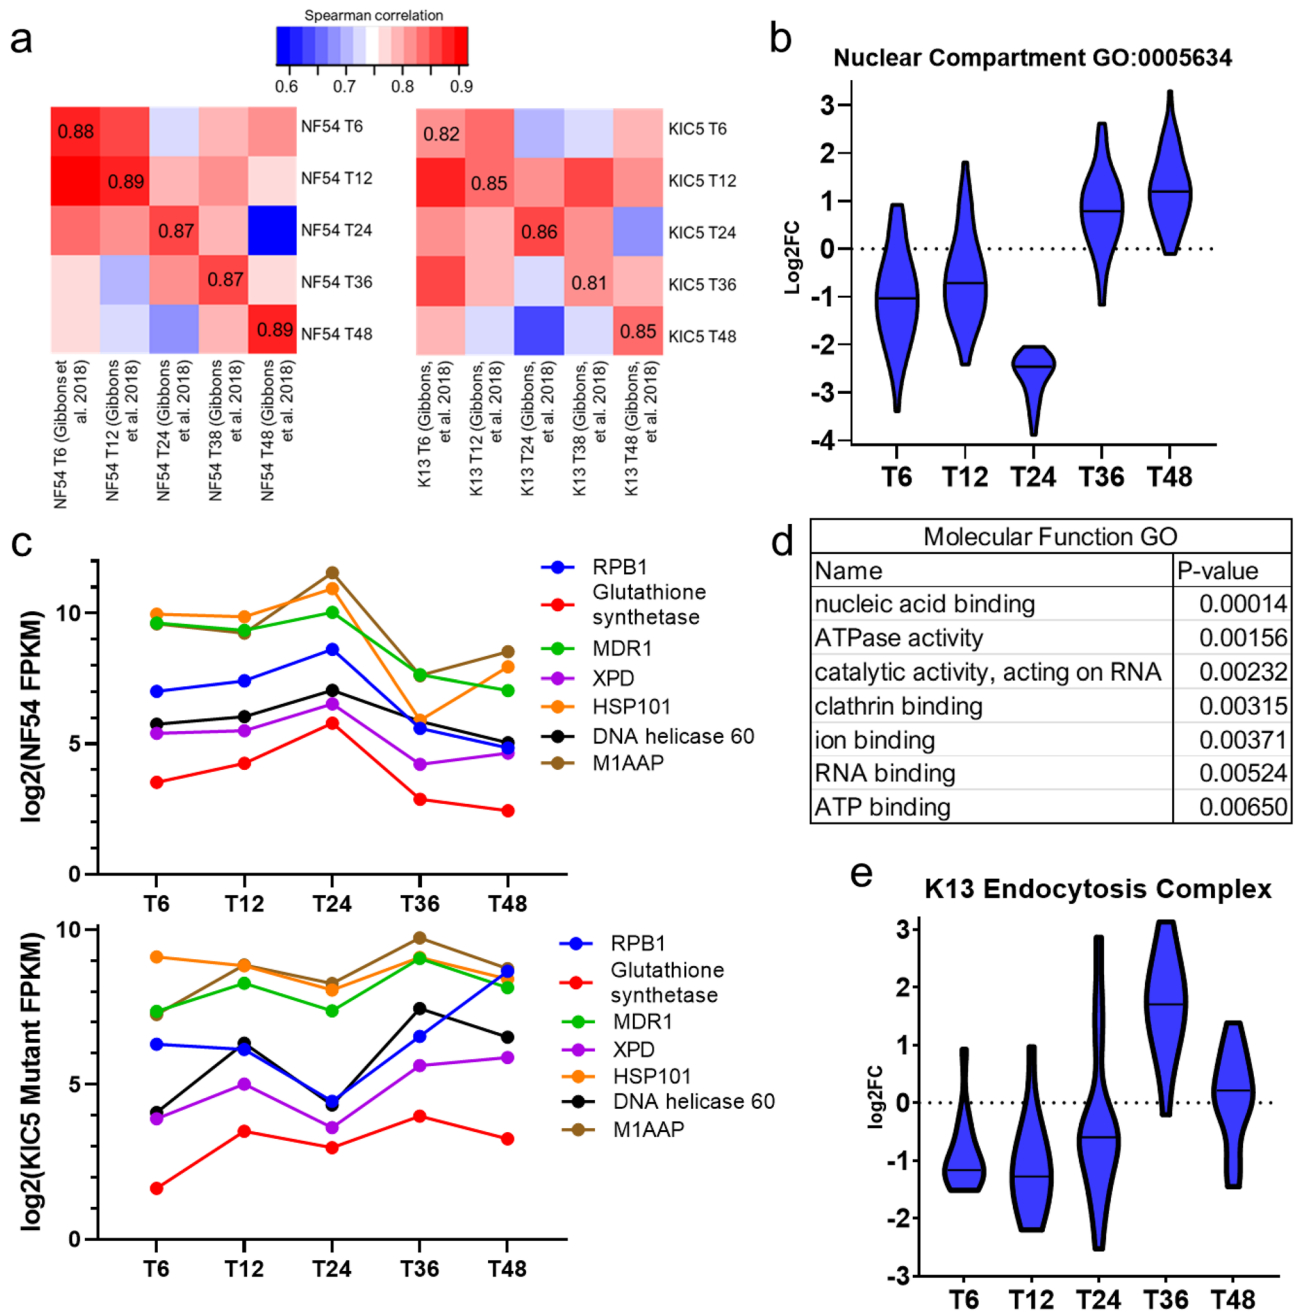 a
Spearman correlation
0.6 0.7 0.8 0.9
0.88
0.89
0.87
0.87
0.89
NF54 T6
NF54 T12
NF54 T24
NF54 T36
NF54 T48
NF54 T6 (Gibbons et
al. 2018)
NF54 T12 (Gibbons
et al. 2018)
NF54 T24 (Gibbons
et al. 2018)
NF54 T38 (Gibbons
et al. 2018)
NF54 T48 (Gibbons
et al. 2018)
0.82
0.85
0.86
0.81
0.85
KIC5 T6
KIC5 T12
KIC5 T24
KIC5 T36
KIC5 T48
K13 T6 (Gibbons,
et al. 2018)
K13 T12 (Gibbons,
et al. 2018)
K13 T24 (Gibbons,
et al. 2018)
K13 T38 (Gibbons,
et al. 2018)
K13 T48 (Gibbons,
et al. 2018)
b
Nuclear Compartment GO:0005634
Log2FC
3
2
1
0
-1
-2
-3
-4
T6 T12 T24 T36 T48
c
log2(NF54 FPKM)
10
5
0
T6 T12 T24 T36 T48
RPB1
Glutathione
synthetase
MDR1
XPD
HSP101
DNA helicase 60
M1AAP
log2(KIC5 Mutant FPKM)
10
5
0
T6 T12 T24 T36 T48
RPB1
Glutathione
synthetase
MDR1
XPD
HSP101
DNA helicase 60
M1AAP
d
Molecular Function GO
Name P-value
nucleic acid binding 0.00014
ATPase activity 0.00156
catalytic activity, acting on RNA 0.00232
clathrin binding 0.00315
ion binding 0.00371
RNA binding 0.00524
ATP binding 0.00650
e
K13 Endocytosis Complex
log2FC
3
2
1
0
-1
-2
-3
T6 T12 T24 T36 T48